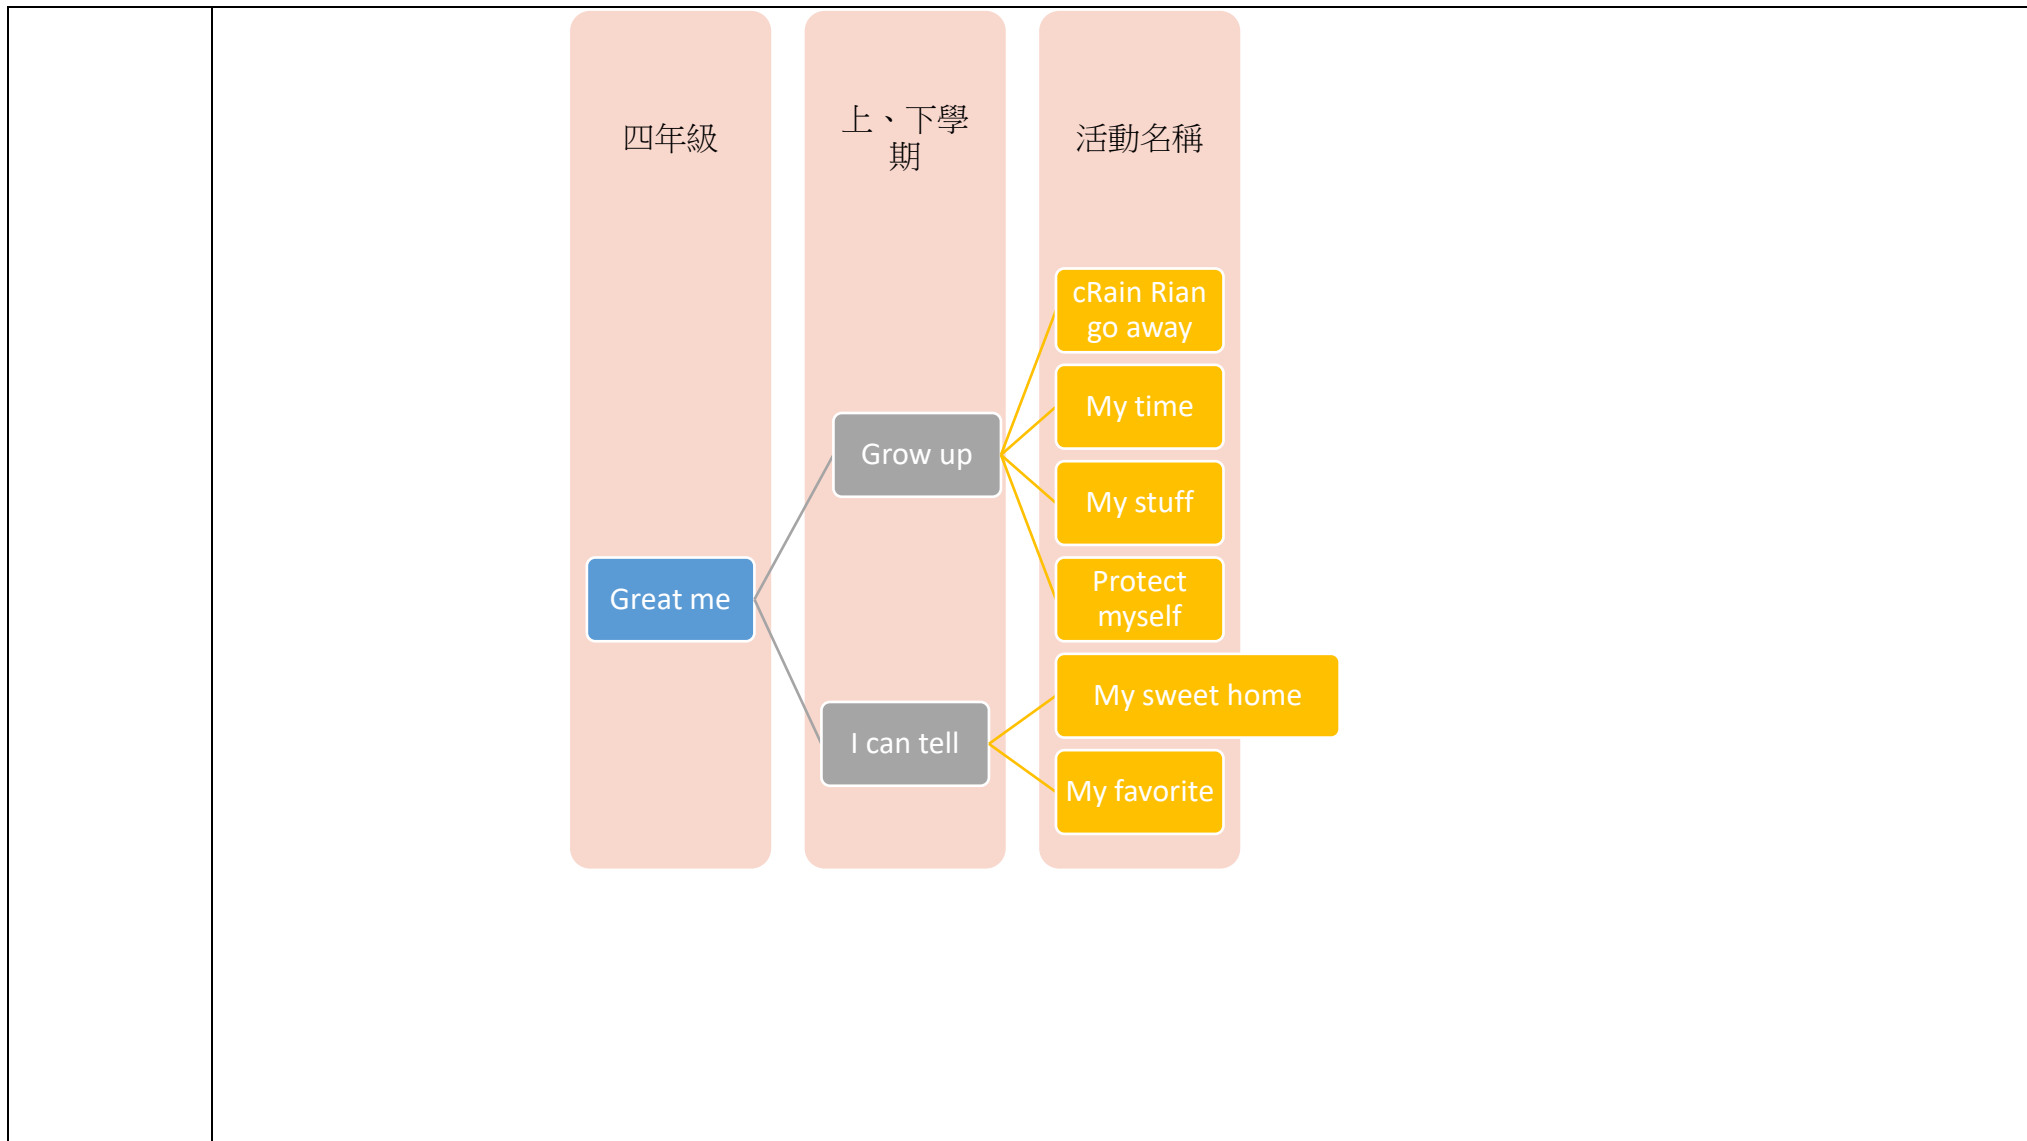 四年級
上、下學
期
活動名稱
cRain Rian
go away
My time
Grow up
My stuff
Protect
myself
Great me
My sweet home
I can tell
My favorite